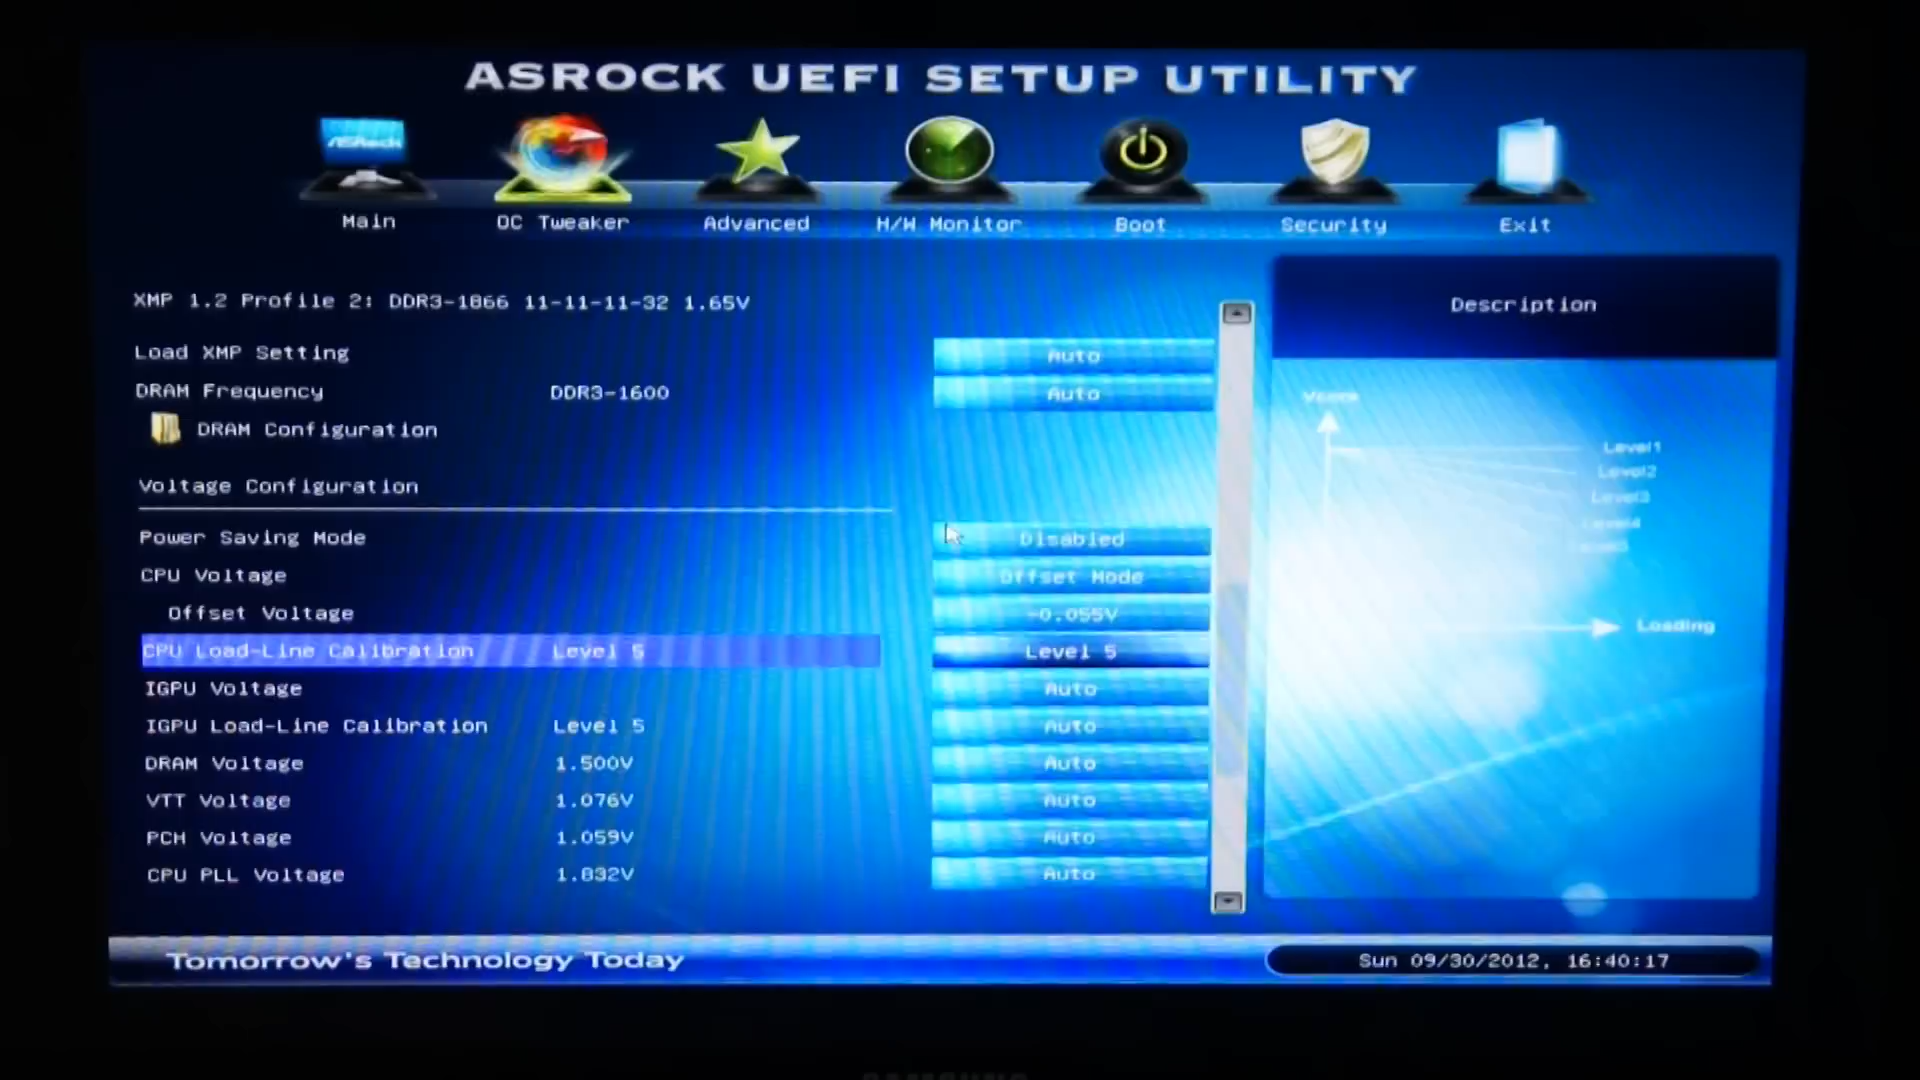 ASROCK UEFI SETUP UTILITY
ASRock
Main
OC Tweaker
Advanced
H/W Monitor
Boot
Security
Exit
XMP 1.2 Profile 2: DDR3-1866 11-11-11-32 1.65V
Load XMP Setting Auto
DRAM Frequency DDR3-1600 Auto
DRAM Configuration
Voltage Configuration
Power Saving Mode Disabled
CPU Voltage Offset Mode
Offset Voltage -0.055V
CPU Load-Line Calibration Level 5 Level 5
IGPU Voltage Auto
IGPU Load-Line Calibration Level 5 Auto
DRAM Voltage 1.500V Auto
VTT Voltage 1.076V Auto
PCH Voltage 1.059V Auto
CPU PLL Voltage 1.832V Auto
Description
Vcore
Level1
Level2
Level3
Level4
Level5
Loading
Tomorrow's Technology Today
Sun 09/30/2012, 16:40:17